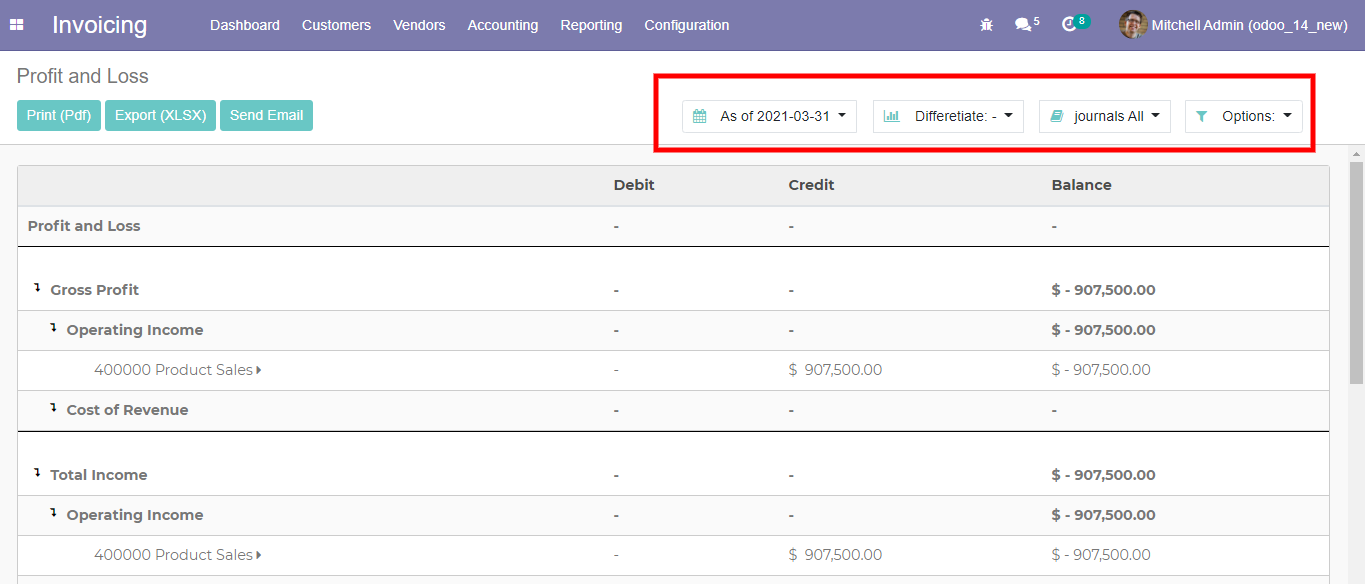 Invoicing Dashboard Customers Vendors Accounting Reporting Configuration 5 8 Mitchell Admin (odoo_14_new)
Profit and Loss
Print (Pdf) Export (XLSX) Send Email As of 2021-03-31 Differetiate: - journals All Options:
Debit Credit Balance
Profit and Loss - - -
Gross Profit - - $ - 907,500.00
Operating Income - - $ - 907,500.00
400000 Product Sales - $ 907,500.00 $ - 907,500.00
Cost of Revenue - - -
Total Income - - $ - 907,500.00
Operating Income - - $ - 907,500.00
400000 Product Sales - $ 907,500.00 $ - 907,500.00